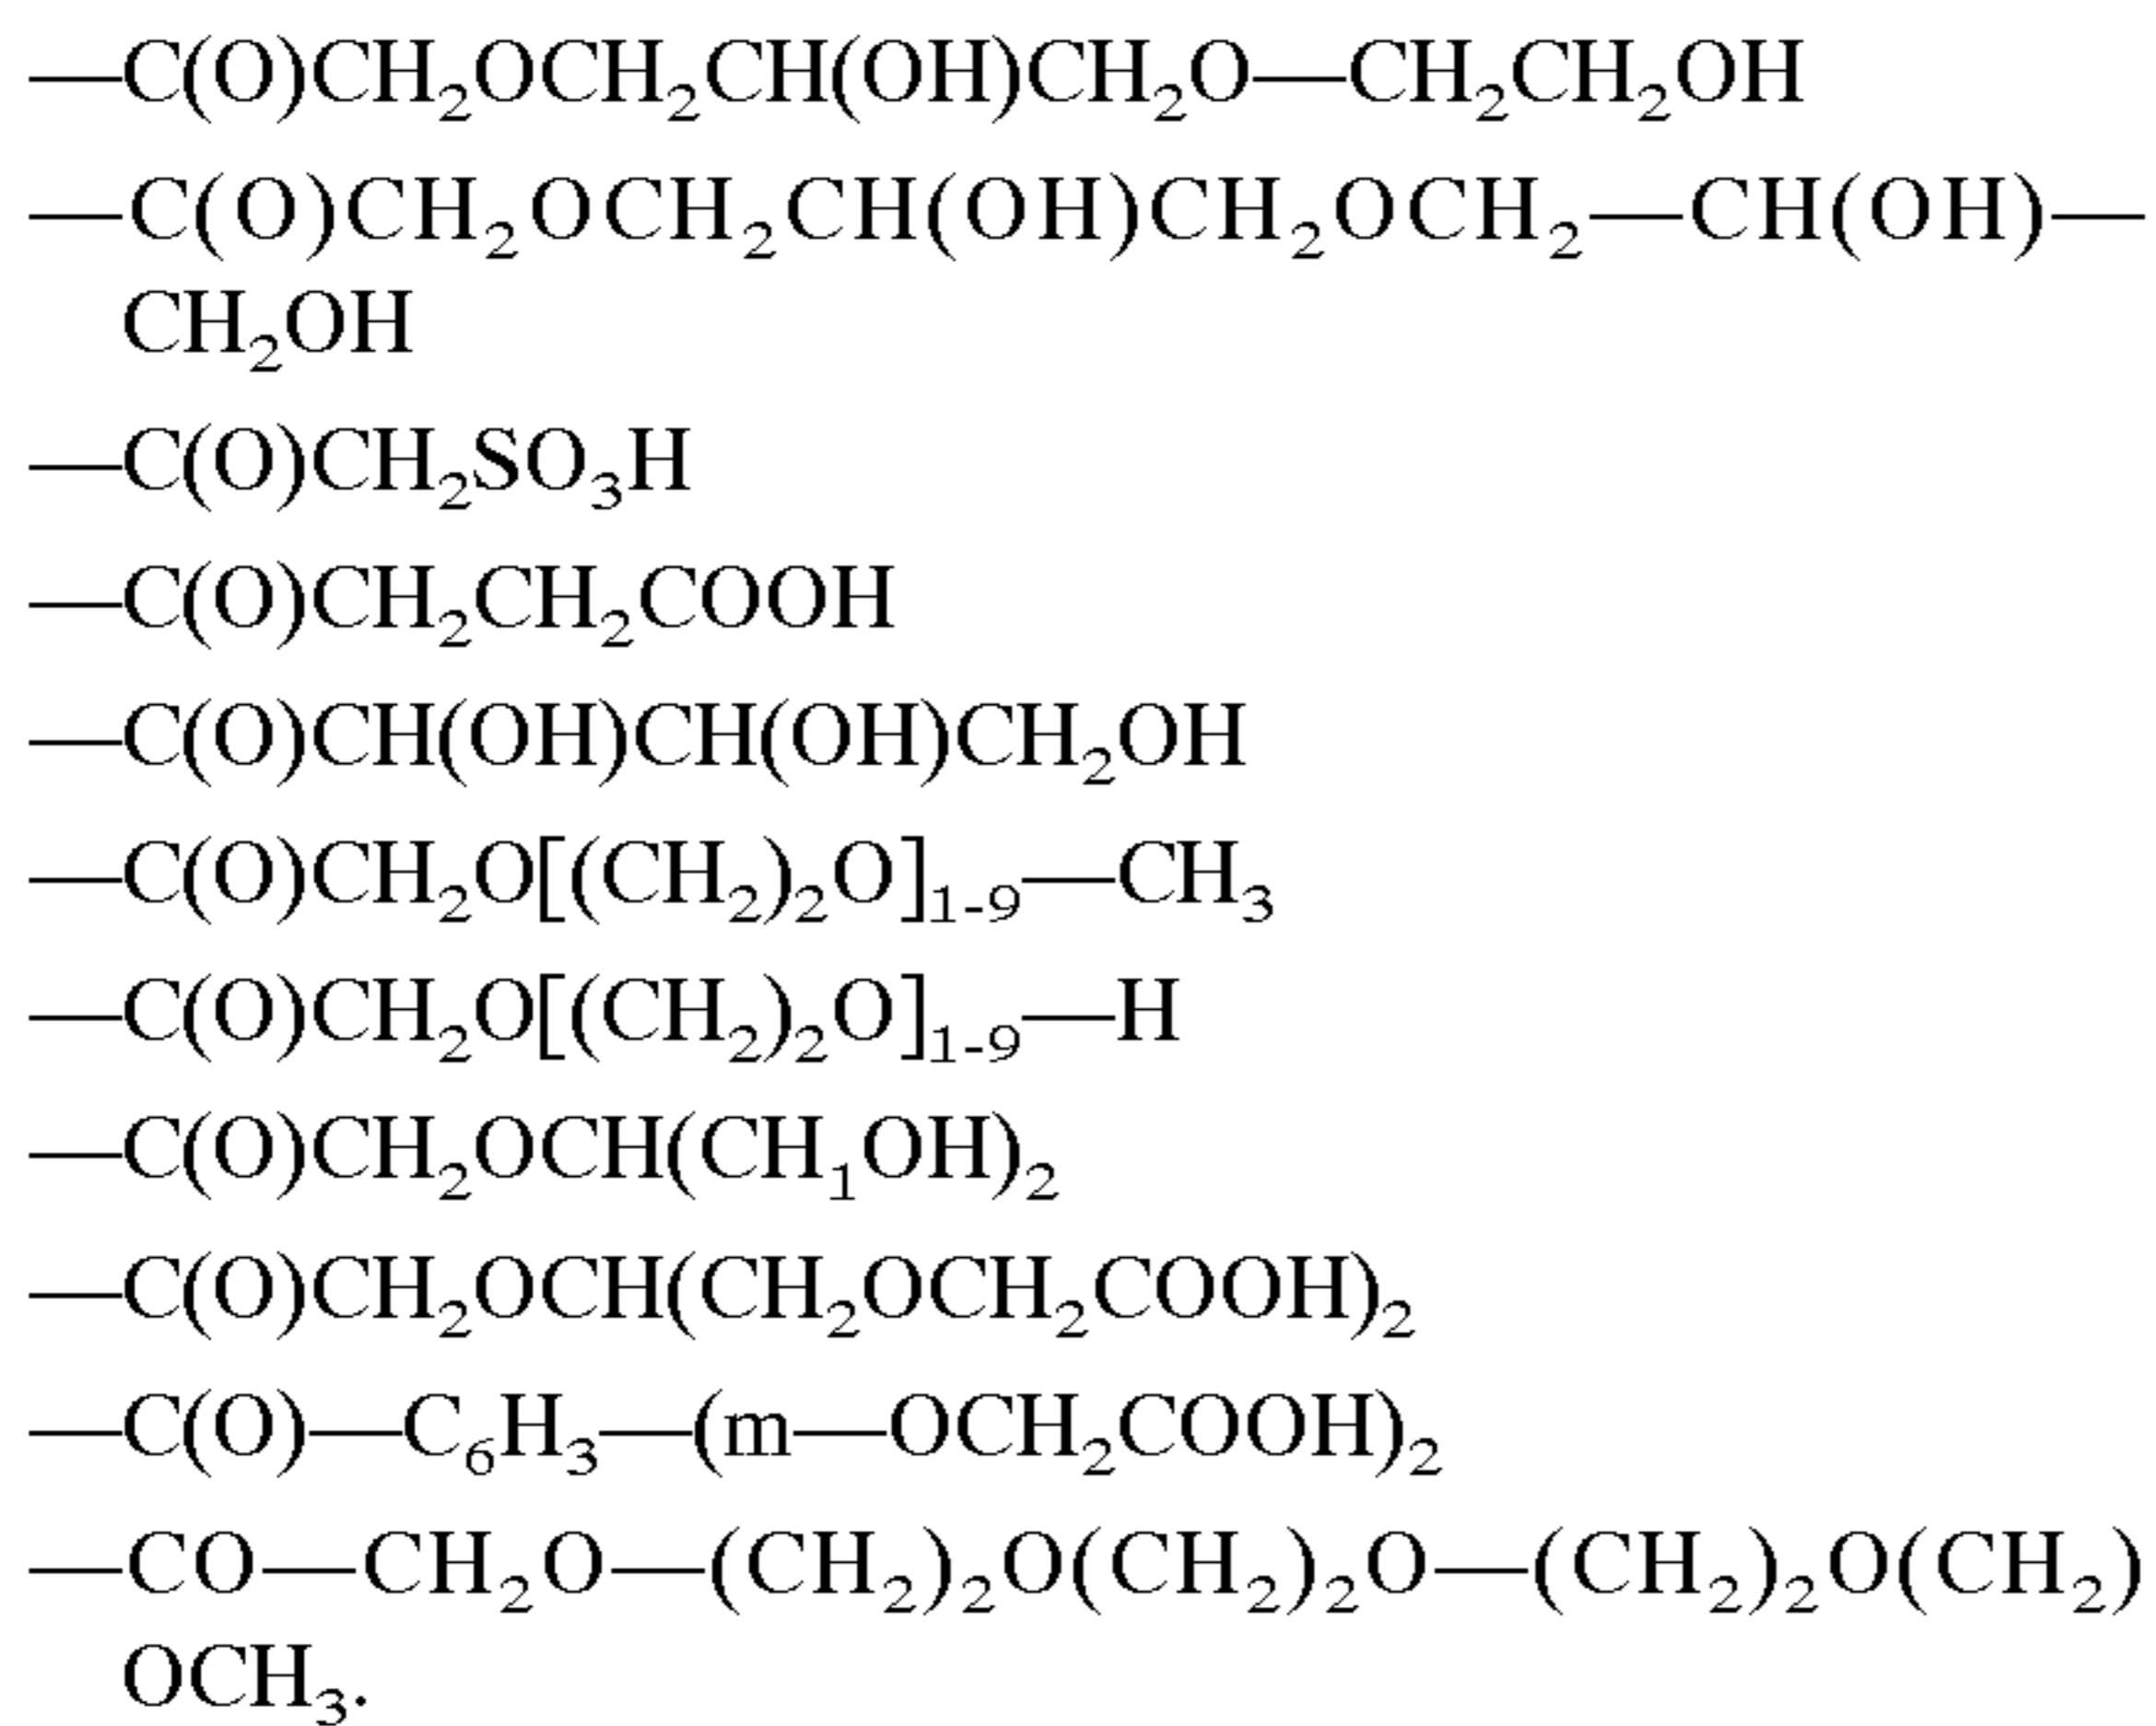 —C(O)CH₂OCH₂CH(OH)CH₂O—CH₂CH₂OH
—C(O)CH₂OCH₂CH(OH)CH₂OCH₂—CH(OH)—
CH₂OH
—C(O)CH₂SO₃H
—C(O)CH₂CH₂COOH
—C(O)CH(OH)CH(OH)CH₂OH
—C(O)CH₂O[(CH₂)₂O]₁₋₉—CH₃
—C(O)CH₂O[(CH₂)₂O]₁₋₉—H
—C(O)CH₂OCH(CH₁OH)₂
—C(O)CH₂OCH(CH₂OCH₂COOH)₂
—C(O)—C₆H₃—(m—OCH₂COOH)₂
—CO—CH₂O—(CH₂)₂O(CH₂)₂O—(CH₂)₂O(CH₂)
OCH₃.